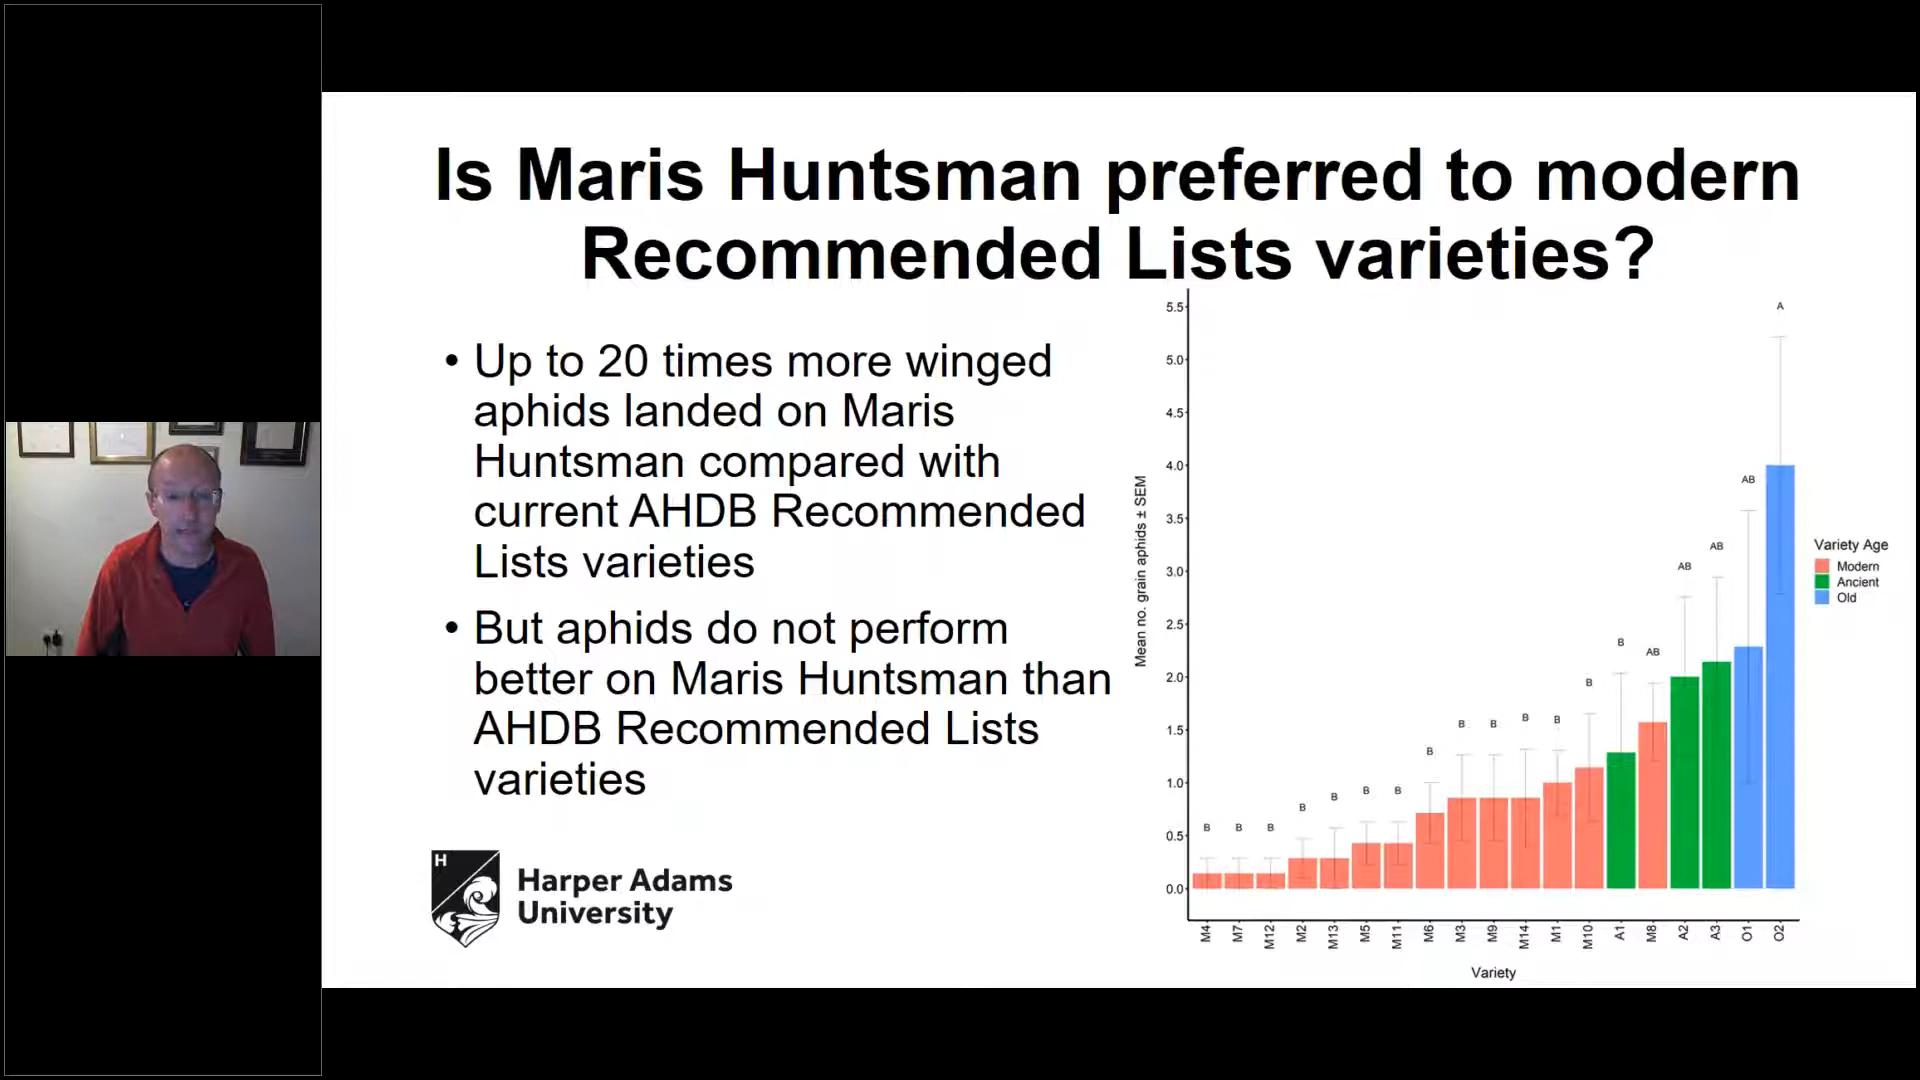 Is Maris Huntsman preferred to modern
Recommended Lists varieties?
• Up to 20 times more winged
aphids landed on Maris
Huntsman compared with
current AHDB Recommended
Lists varieties
• But aphids do not perform
better on Maris Huntsman than
AHDB Recommended Lists
varieties
H
Harper Adams
University
Mean no. grain aphids ± SEM
5.5
5.0
4.5
4.0
3.5
3.0
2.5
2.0
1.5
1.0
0.5
0.0
B B B B B B B B B B B B B B AB AB AB AB A
M4 M7 M12 M2 M13 M5 M11 M6 M3 M9 M14 M1 M10 A1 M8 A2 A3 O1 O2
Variety
Variety Age
Modern
Ancient
Old